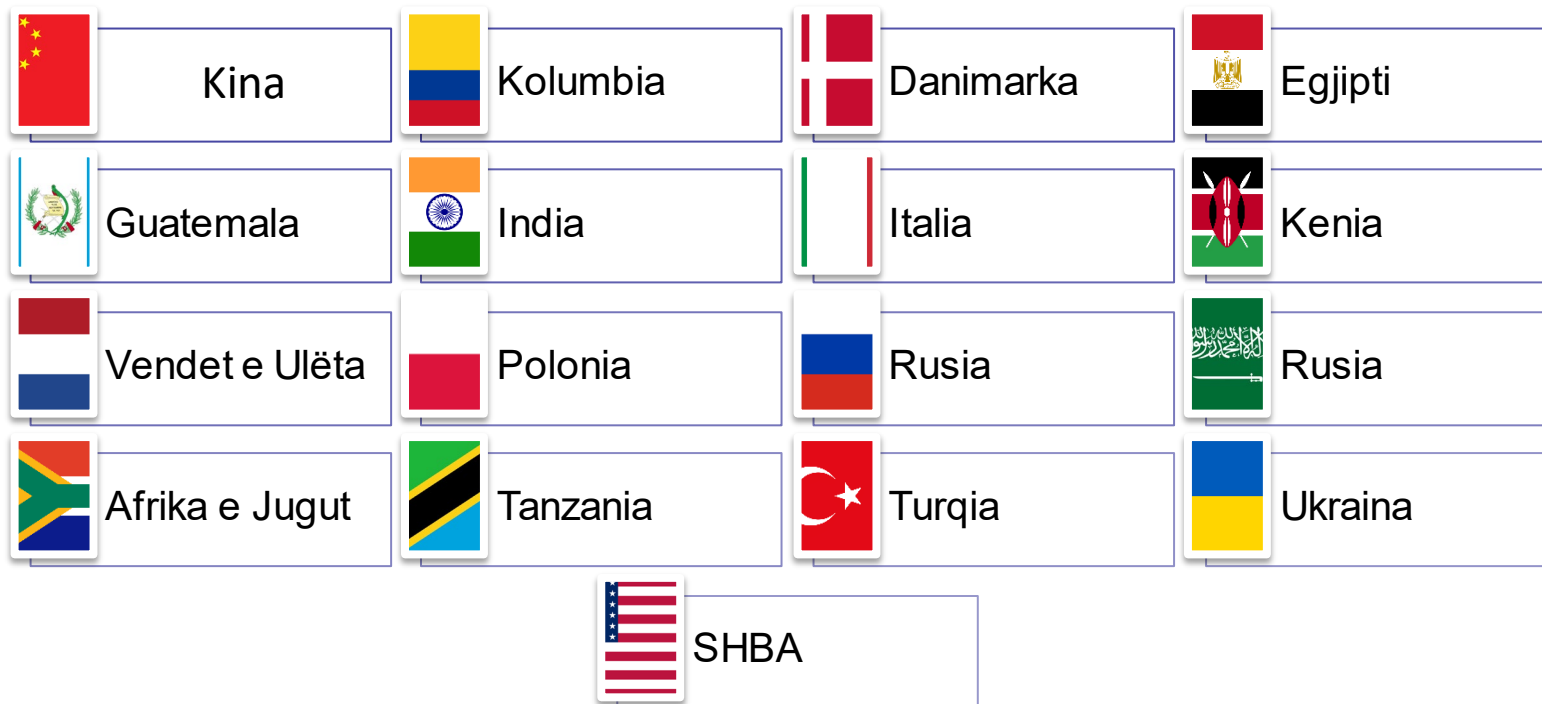 Kina
Kolumbia
Danimarka
Egjipti
Guatemala
India
Italia
Kenia
Vendet e Ulëta
Polonia
Rusia
Rusia
Afrika e Jugut
Tanzania
Turqia
Ukraina
SHBA